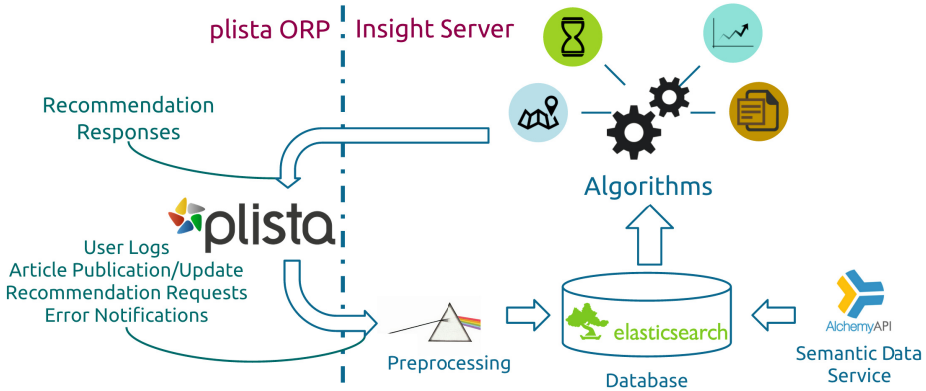 plista ORP
Insight Server
Recommendation
Responses
Algorithms
plista
User Logs
Article Publication/Update
Recommendation Requests
Error Notifications
Preprocessing
elasticsearch
Database
AlchemyAPI
Semantic Data
Service